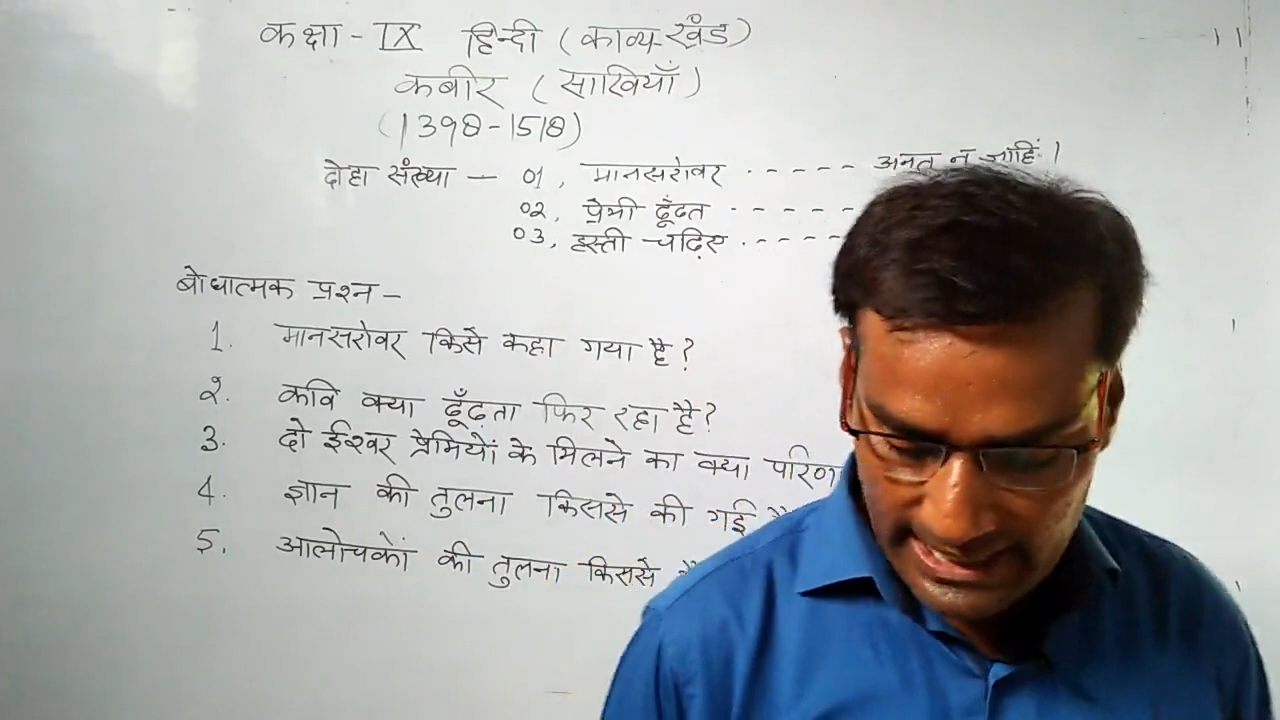 कक्षा - IX हिन्दी (काव्य-खंड)
कबीर (साखियाँ)
(1398-1518)
दोहा संख्या - 01, मानसरोवर - - - - - अनत न जाहिं।
02, प्रेमी ढूँढत - - - - -
03, हस्ती चढ़िए - - - - -
बोधात्मक प्रश्न -
1. मानसरोवर किसे कहा गया है?
2. कवि क्या ढूँढ़ता फिर रहा है?
3. दो ईश्वर प्रेमियों के मिलने का क्या
4. ज्ञान की तुलना किससे की गई
5. आलोचकों की तुलना किससे